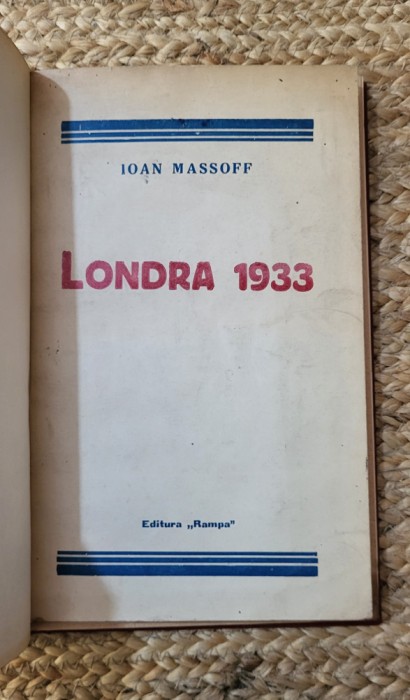 IOAN MASSOFF
LONDRA 1933
Editura „Rampa"